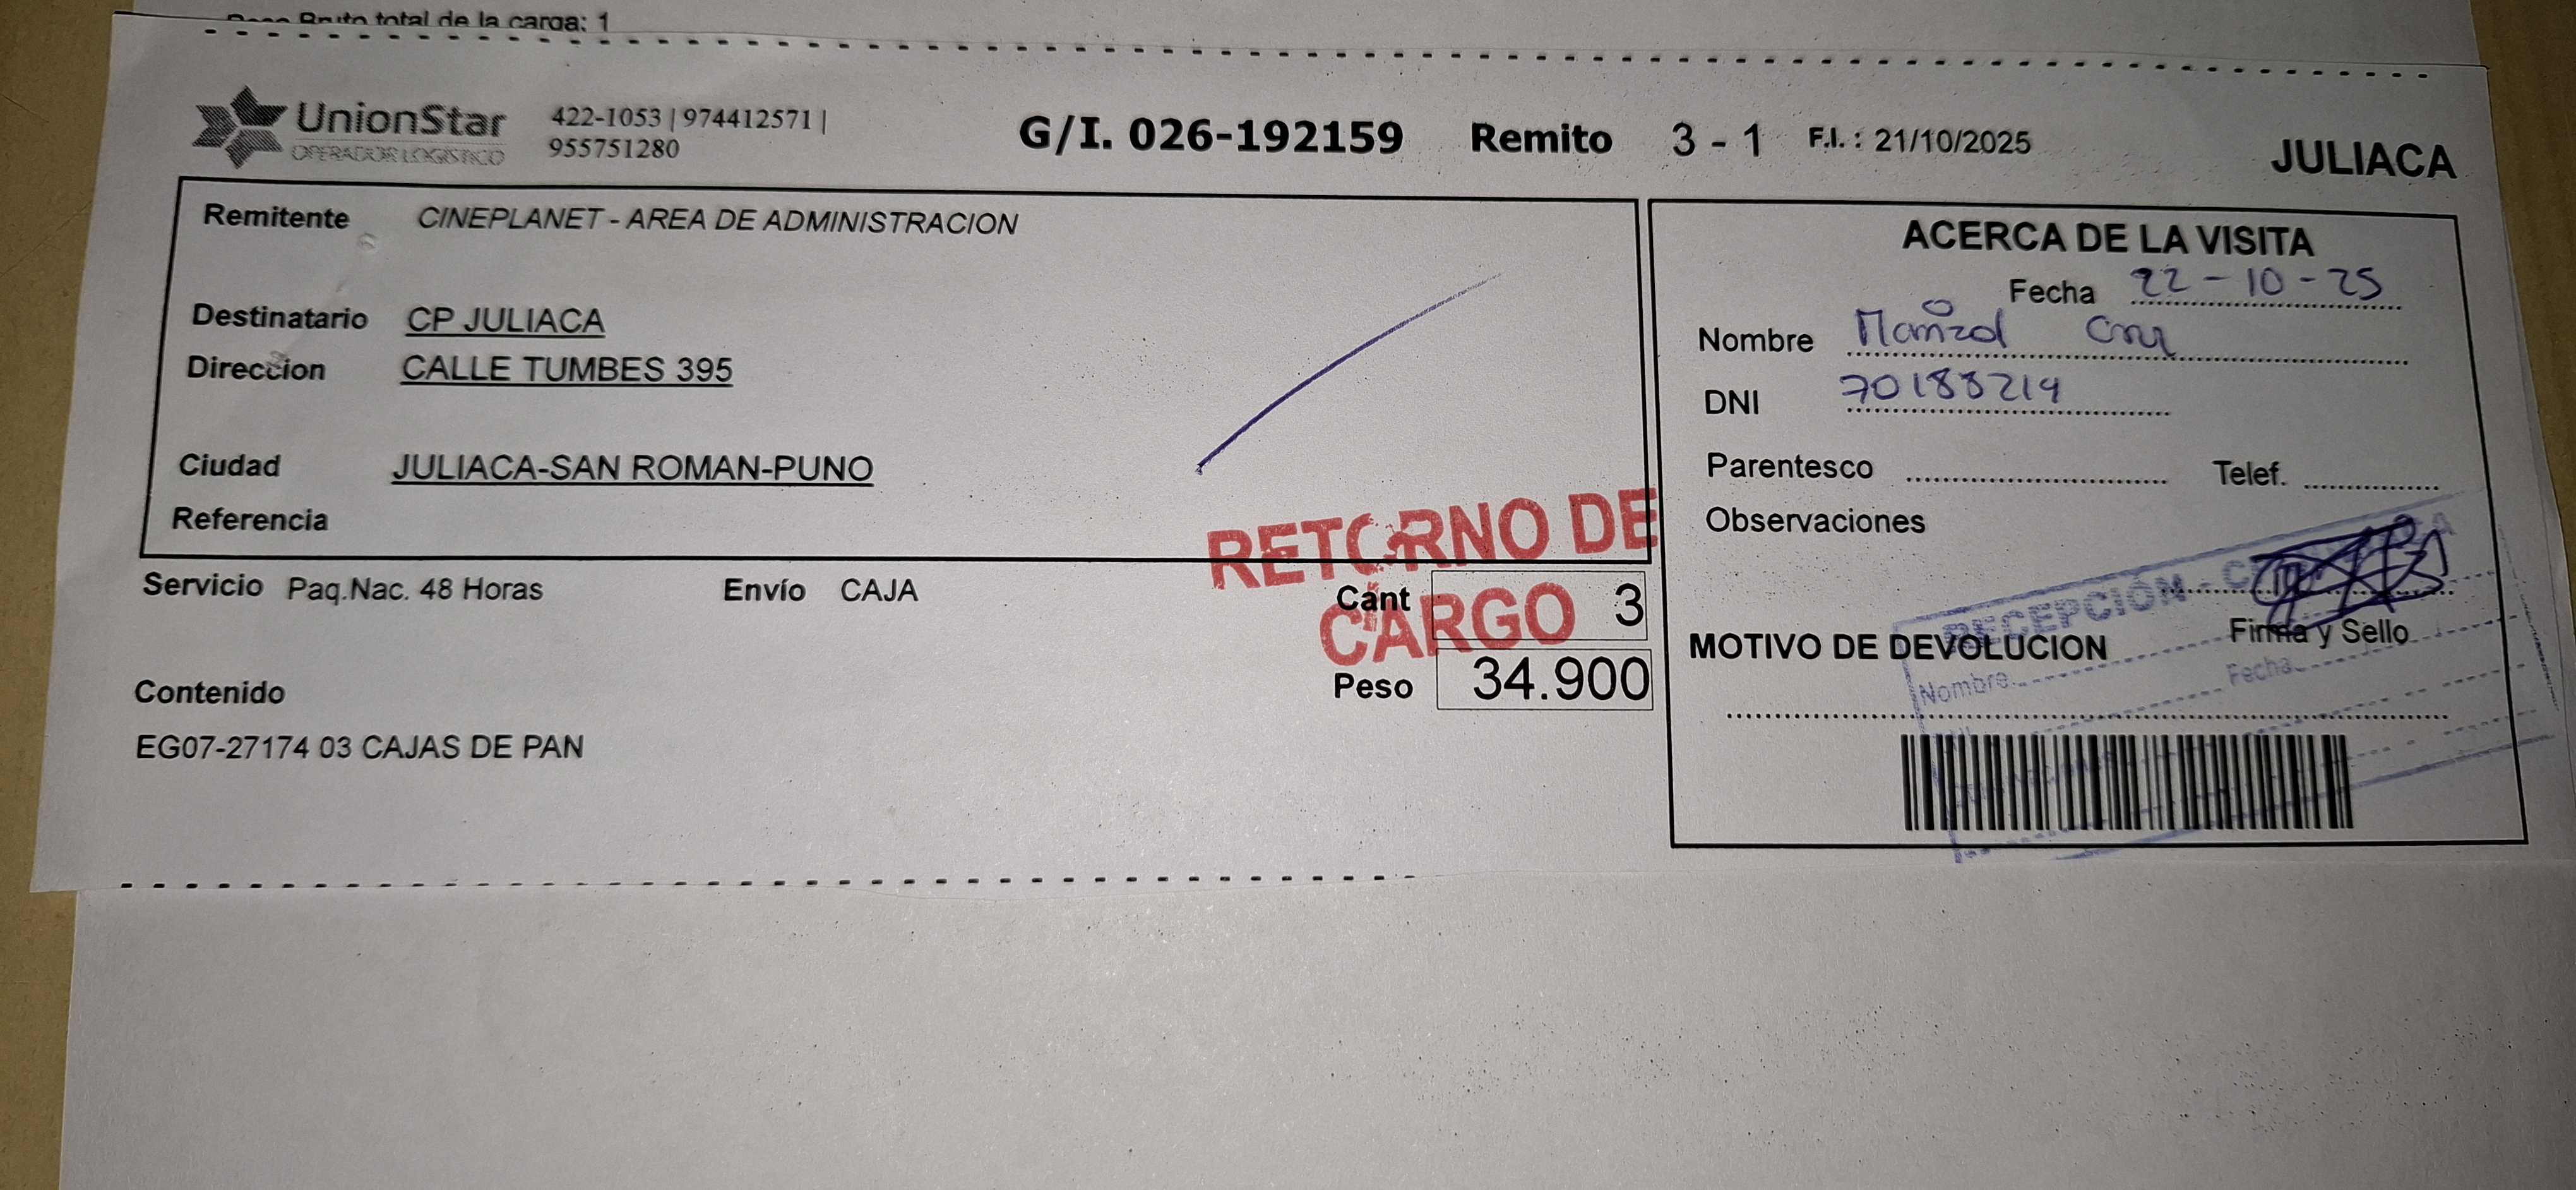 Peso Bruto total de la carga: 1
UnionStar
OPERADOR LOGISTICO
422-1053 | 974412571 |
955751280
G/I. 026-192159 Remito 3 - 1 F.I. : 21/10/2025
JULIACA
Remitente CINEPLANET - AREA DE ADMINISTRACION
Destinatario CP JULIACA
Direccion CALLE TUMBES 395
Ciudad JULIACA-SAN ROMAN-PUNO
Referencia
RETORNO DE
CARGO
Servicio Paq.Nac. 48 Horas Envío CAJA Cant 3
Peso 34.900
Contenido
EG07-27174 03 CAJAS DE PAN
ACERCA DE LA VISITA
Fecha 22-10-25
Nombre Marizol
DNI 70188219
Parentesco Telef.
Observaciones
RECEPCIÓN -
Firma y Sello
MOTIVO DE DEVOLUCION
Nombre Fecha